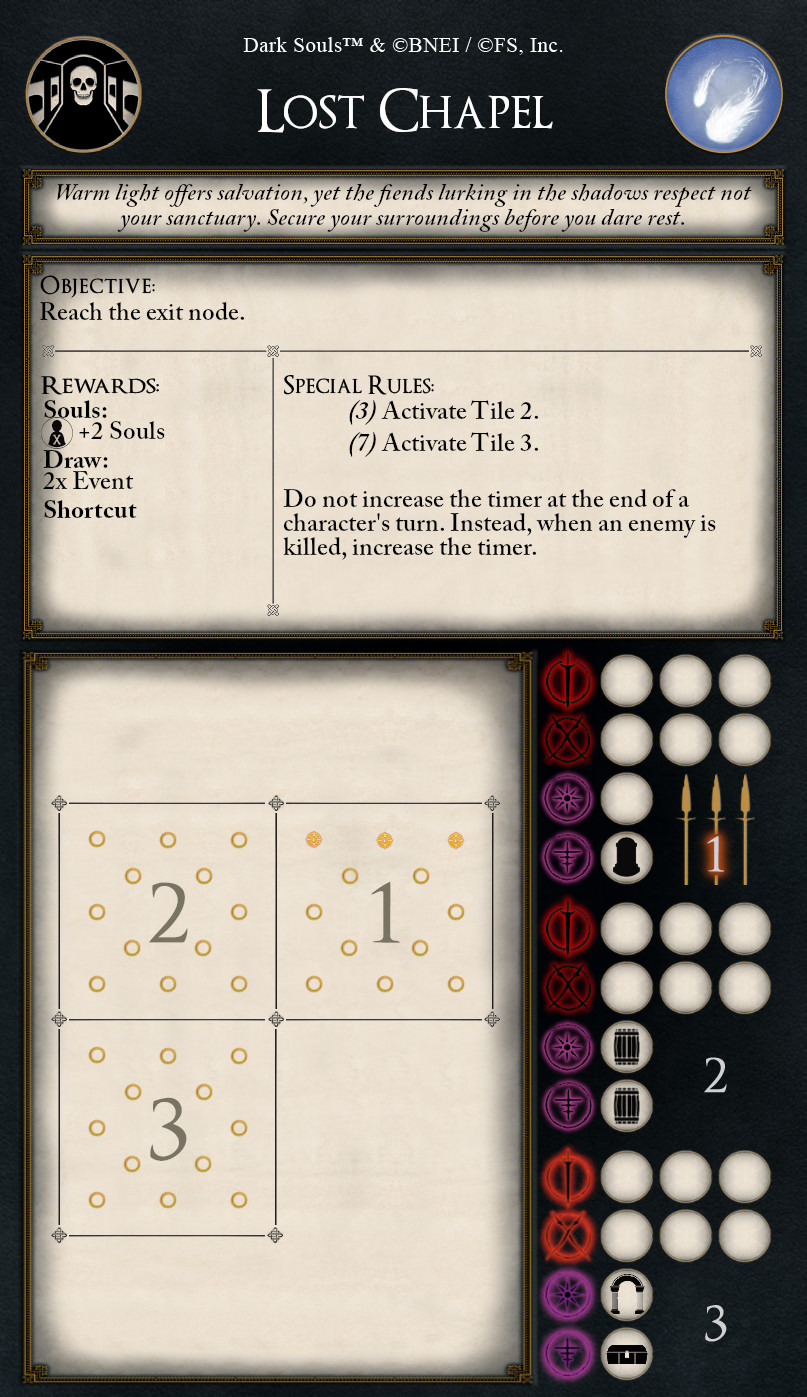 Dark Souls™ & ©BNEI / ©FS, Inc.
Lost Chapel
Warm light offers salvation, yet the fiends lurking in the shadows respect not
your sanctuary. Secure your surroundings before you dare rest.
Objective:
Reach the exit node.
Rewards:
Souls:
X +2 Souls
Draw:
2x Event
Shortcut
Special Rules:
(3) Activate Tile 2.
(7) Activate Tile 3.
Do not increase the timer at the end of a
character's turn. Instead, when an enemy is
killed, increase the timer.
2 1
3
1
2
3